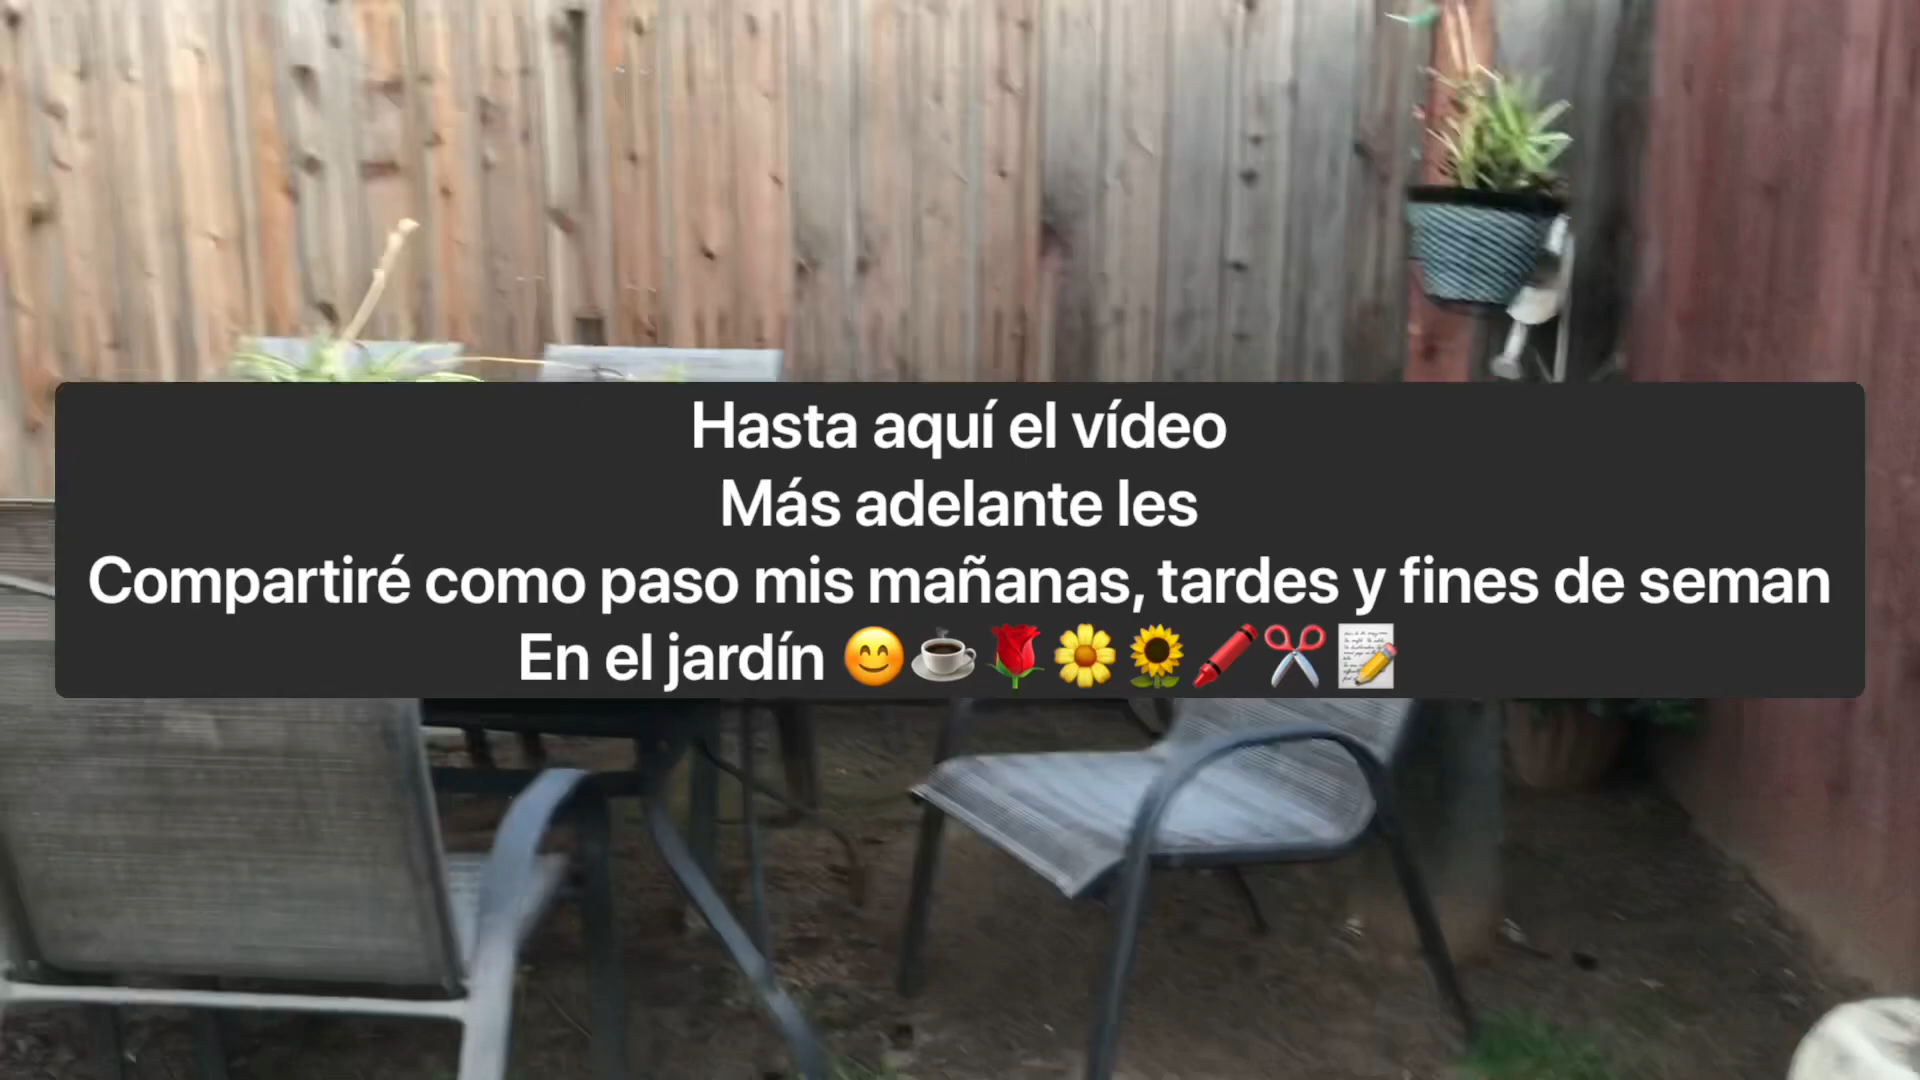 Hasta aquí el vídeo
Más adelante les
Compartiré como paso mis mañanas, tardes y fines de seman
En el jardín 😊☕🌹🌼🌻🖍️✂️📝